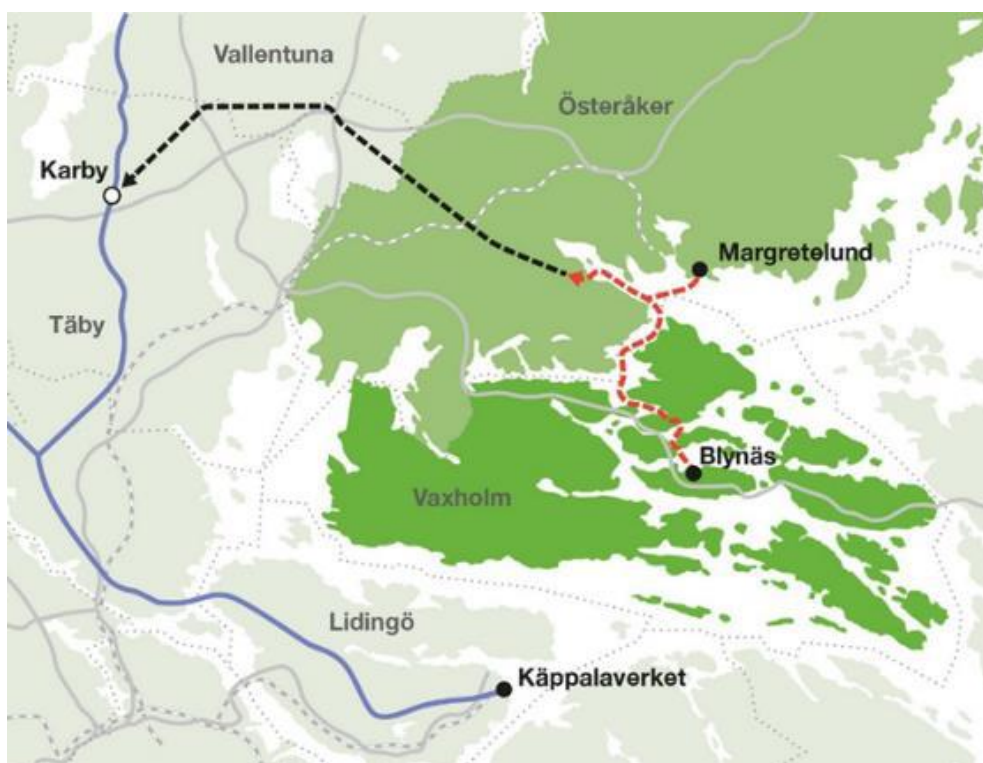 Vallentuna
Österåker
Karby
Margretelund
Täby
Blynäs
Vaxholm
Lidingö
Käppalaverket